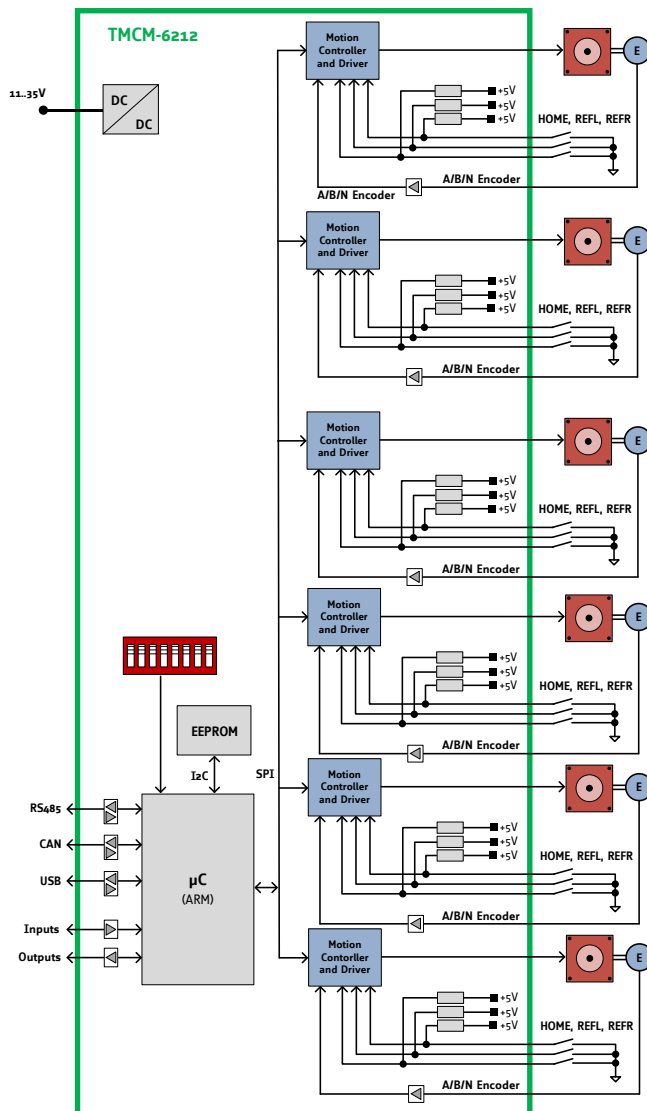 TMCM-6212
11..35V
DC
DC
Motion
Controller
and Driver
E
+5V
+5V
+5V
HOME, REFL, REFR
A/B/N Encoder
A/B/N Encoder
Motion
Controller
and Driver
E
+5V
+5V
+5V
HOME, REFL, REFR
A/B/N Encoder
Motion
Controller
and Driver
E
+5V
+5V
+5V
HOME, REFL, REFR
A/B/N Encoder
Motion
Controller
and Driver
E
+5V
+5V
+5V
HOME, REFL, REFR
A/B/N Encoder
EEPROM
I2C
SPI
RS485
CAN
USB
Inputs
Outputs
µC
(ARM)
Motion
Controller
and Driver
E
+5V
+5V
+5V
HOME, REFL, REFR
A/B/N Encoder
Motion
Contorller
and Driver
E
+5V
+5V
+5V
HOME, REFL, REFR
A/B/N Encoder